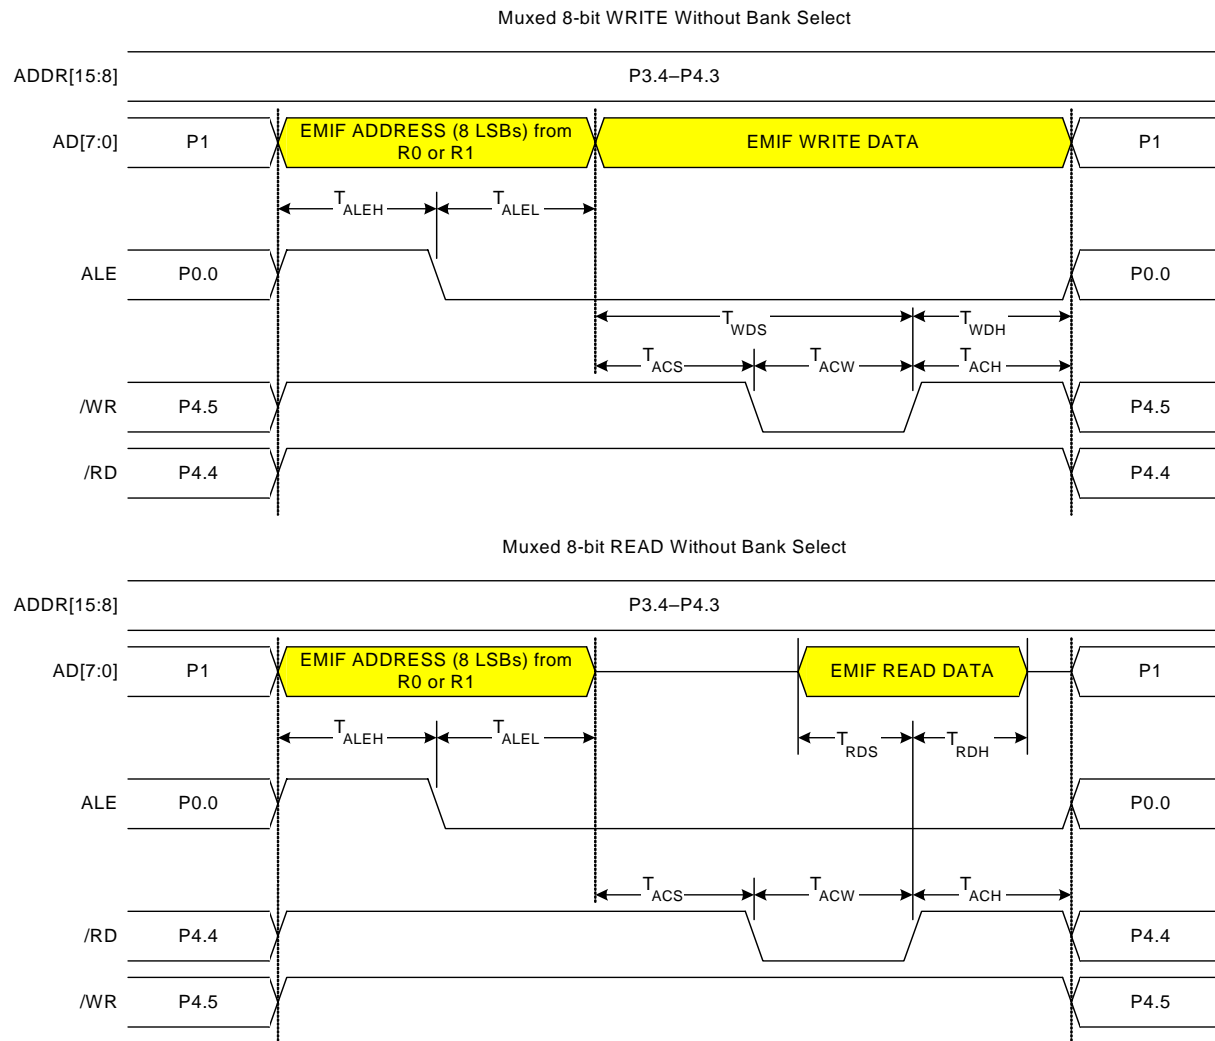 Muxed 8-bit WRITE Without Bank Select
ADDR[15:8] P3.4–P4.3
AD[7:0] P1 EMIF ADDRESS (8 LSBs) from EMIF WRITE DATA P1
R0 or R1
TALEH TALEL
ALE P0.0 P0.0
TWDS TWDH
TACS TACW TACH
/WR P4.5 P4.5
/RD P4.4 P4.4
Muxed 8-bit READ Without Bank Select
ADDR[15:8] P3.4–P4.3
AD[7:0] P1 EMIF ADDRESS (8 LSBs) from EMIF READ DATA P1
R0 or R1
TALEH TALEL TRDS TRDH
ALE P0.0 P0.0
TACS TACW TACH
/RD P4.4 P4.4
/WR P4.5 P4.5